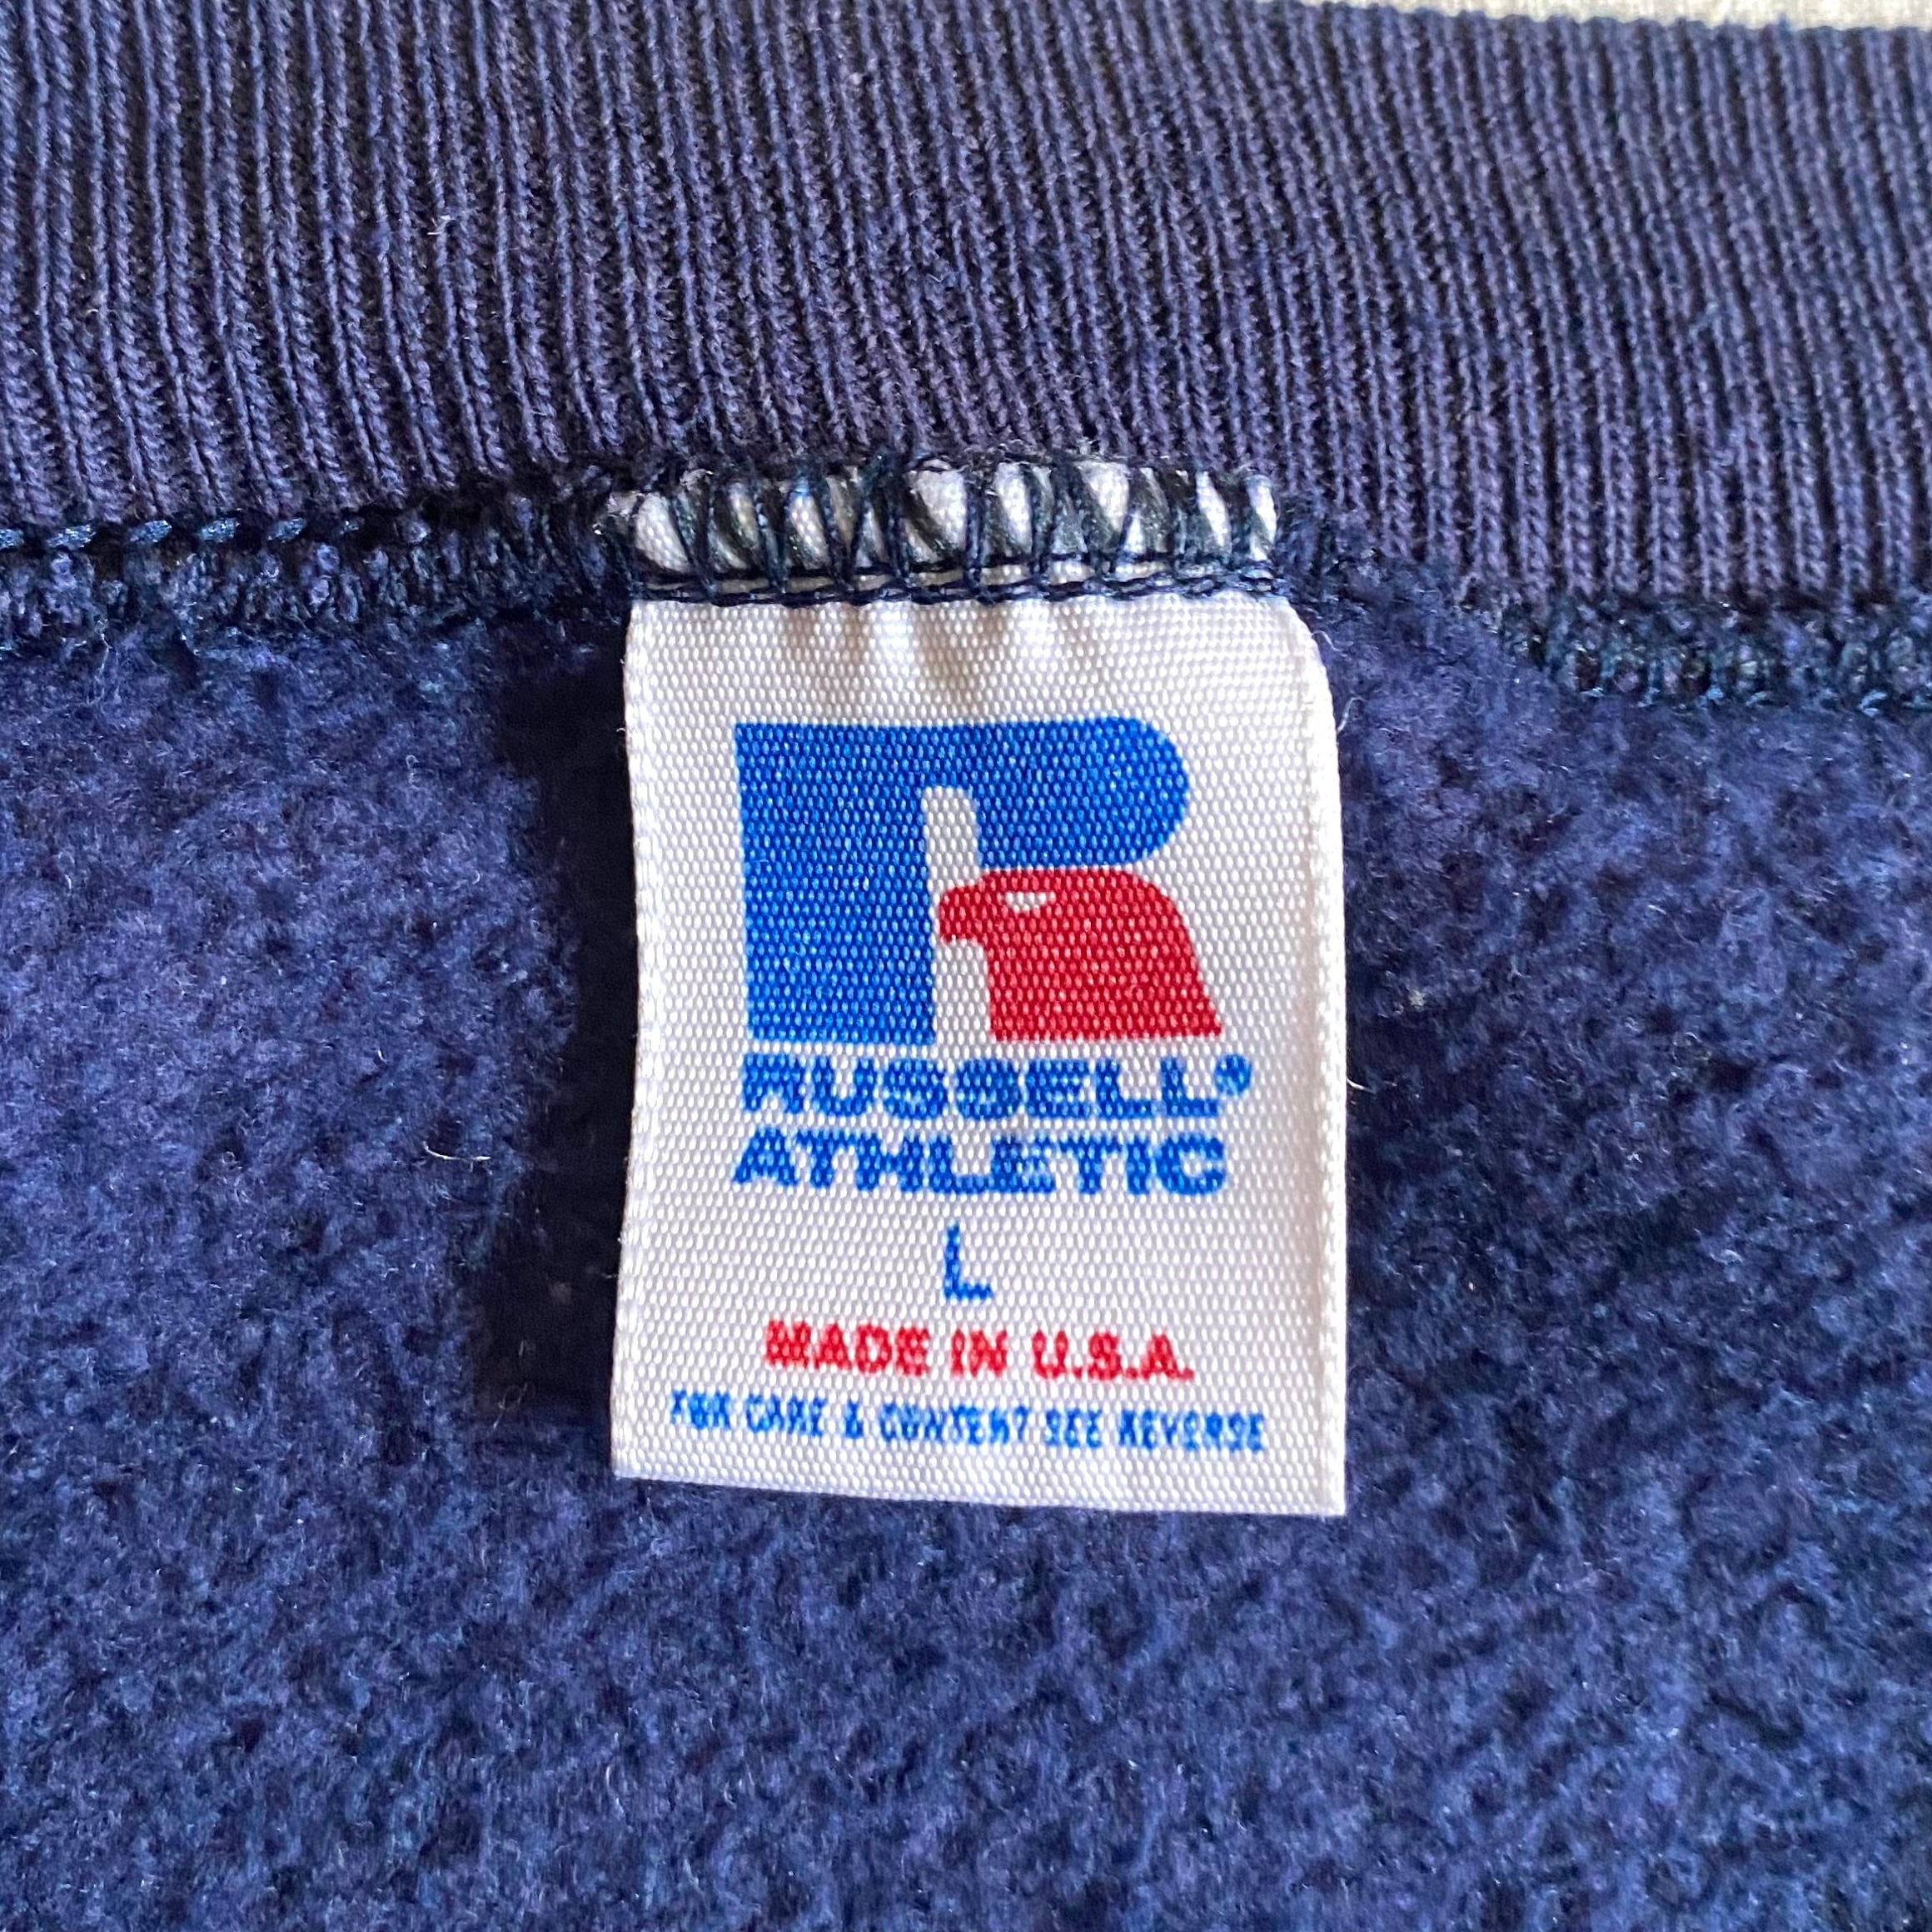 RUSSELL®
ATHLETIC
L
MADE IN U.S.A.
FOR CARE & CONTENT SEE REVERSE